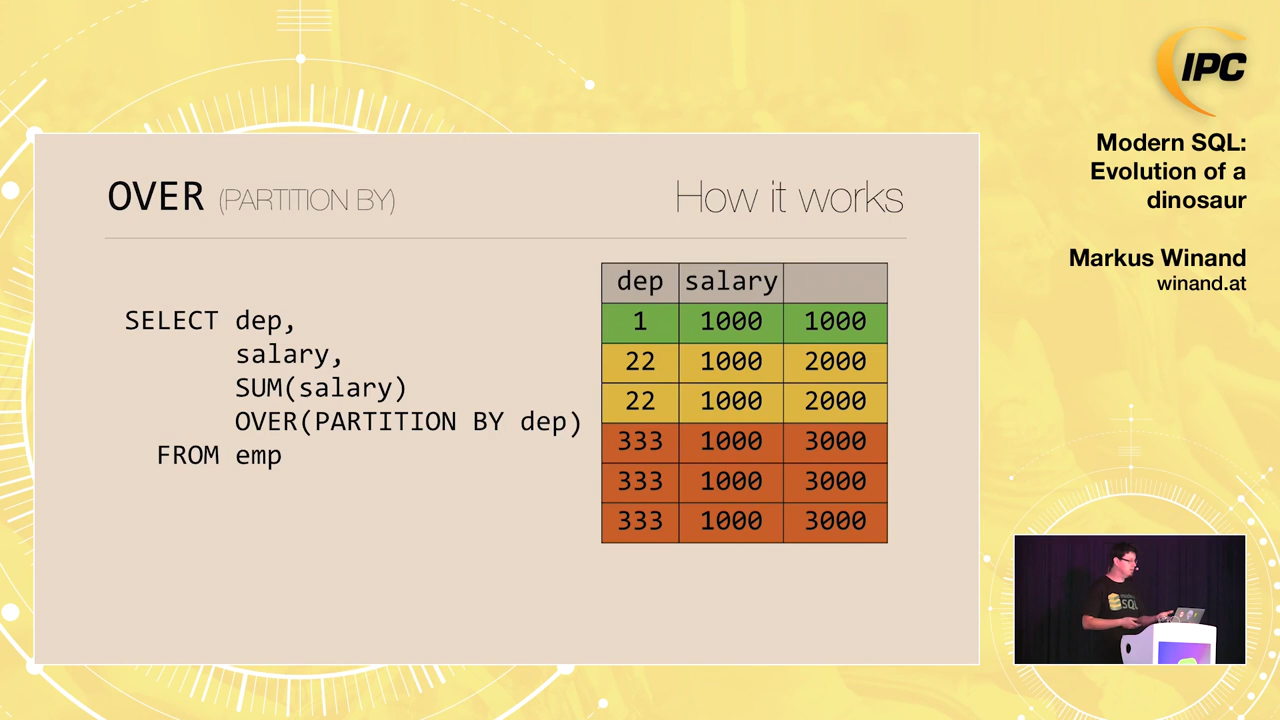 IPC
Modern SQL:
Evolution of a
dinosaur
Markus Winand
winand.at
OVER (PARTITION BY)
How it works
SELECT dep,
salary,
SUM(salary)
OVER(PARTITION BY dep)
FROM emp
dep salary
1 1000 1000
22 1000 2000
22 1000 2000
333 1000 3000
333 1000 3000
333 1000 3000
SQL